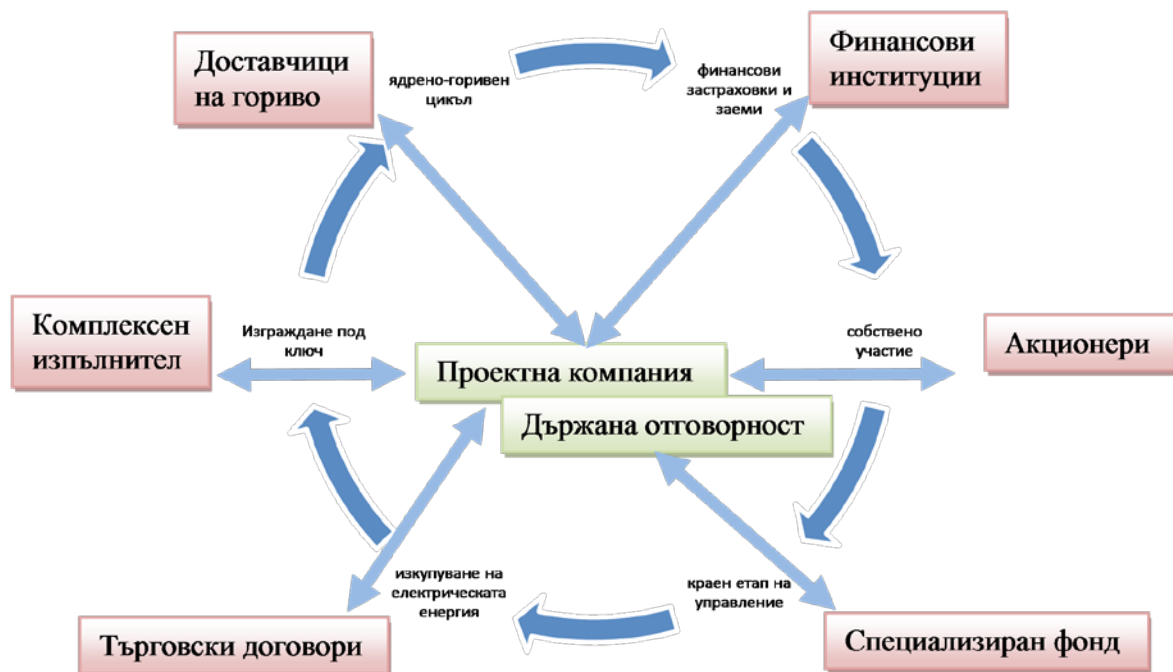 Доставчици
на гориво
ядрено-горивен
цикъл
финансови
застраховки и
заеми
Финансови
институции
Комплексен
изпълнител
Изграждане под
ключ
Проектна компания
Държана отговорност
собствено
участие
Акционери
изкупуване на
електрическата
енергия
краен етап на
управление
Търговски договори
Специализиран фонд